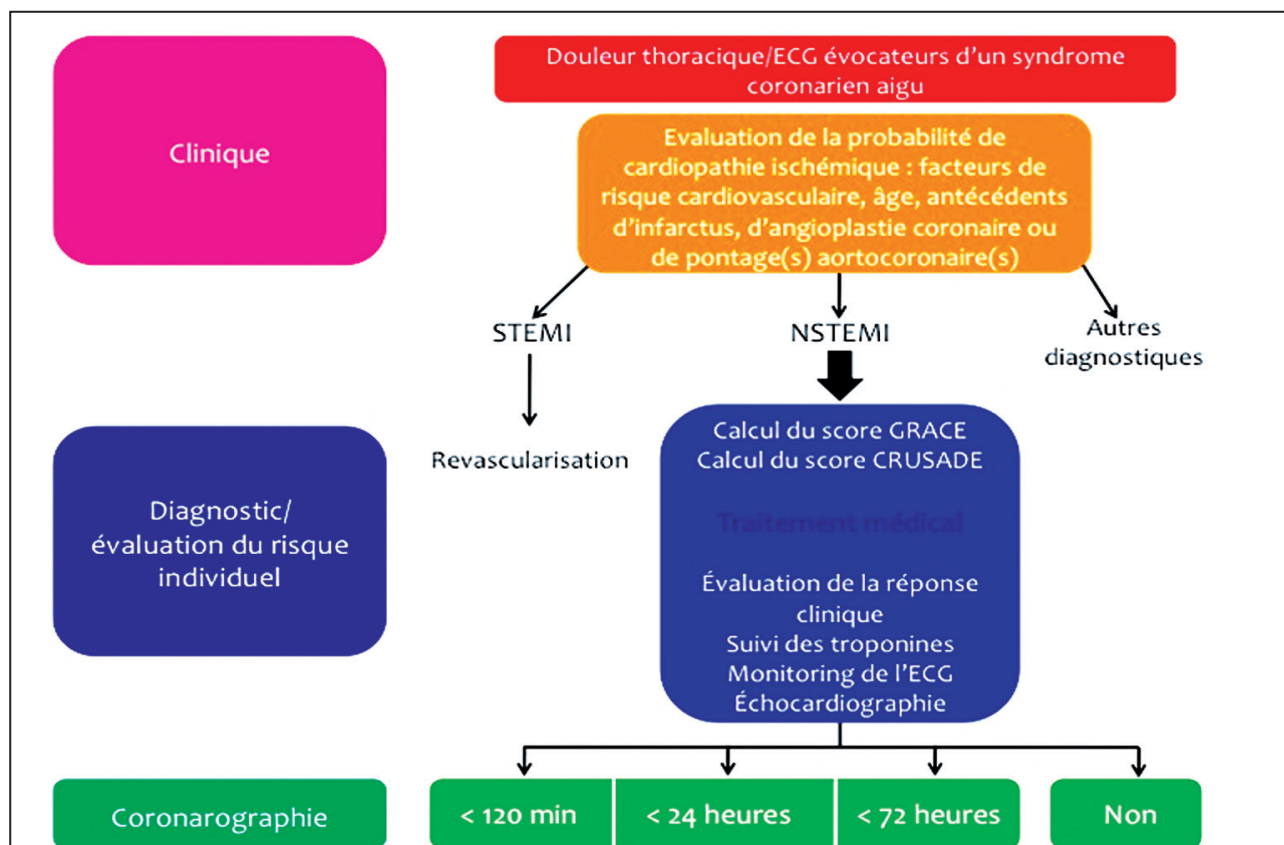 Clinique
Douleur thoracique/ECG évocateurs d'un syndrome
coronarien aigu
Evaluation de la probabilité de
cardiopathie ischémique : facteurs de
risque cardiovasculaire, âge, antécédents
d'infarctus, d'angioplastie coronaire ou
de pontage(s) aortocoronaire(s)
STEMI
NSTEMI
Autres
diagnostiques
Revascularisation
Diagnostic/
évaluation du risque
individuel
Calcul du score GRACE
Calcul du score CRUSADE
Traitement médical
Évaluation de la réponse
clinique
Suivi des troponines
Monitoring de l'ECG
Échocardiographie
Coronarographie
< 120 min
< 24 heures
< 72 heures
Non